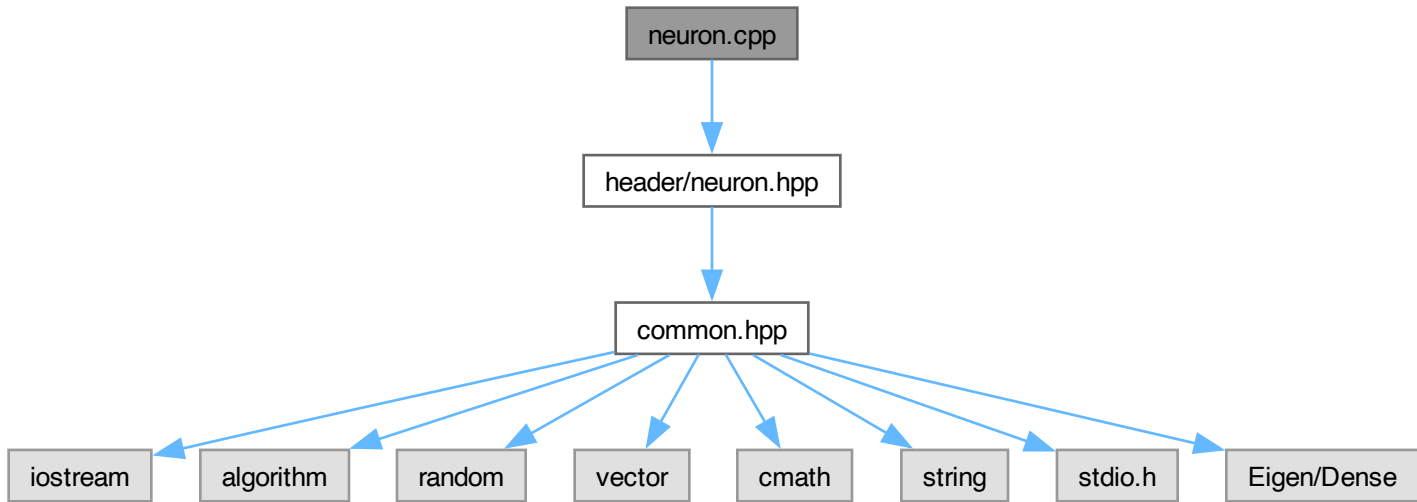 neuron.cpp
header/neuron.hpp
common.hpp
iostream
algorithm
random
vector
cmath
string
stdio.h
Eigen/Dense